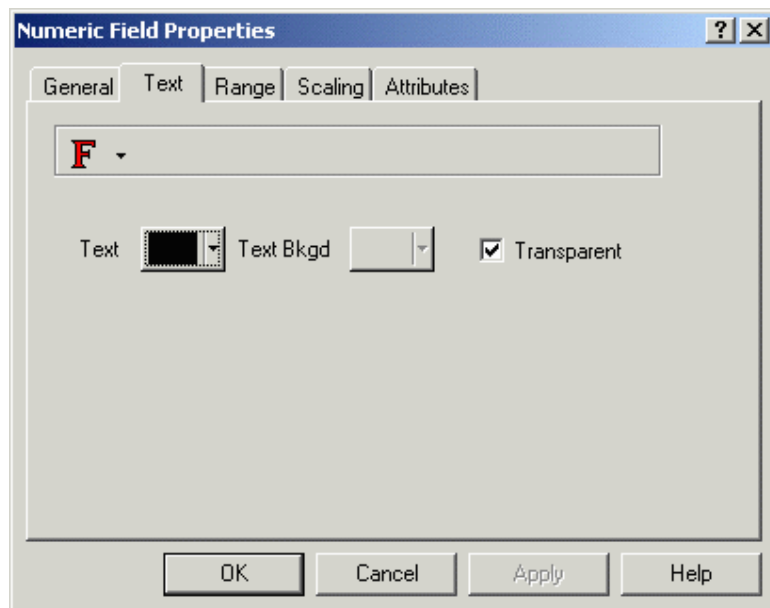 Numeric Field Properties
General Text Range Scaling Attributes
F
Text Text Bkgd Transparent
OK Cancel Apply Help